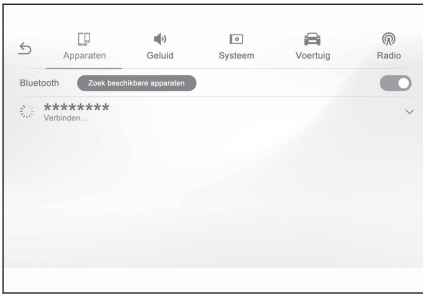 Apparaten Geluid Systeem Voertuig Radio
Bluetooth Zoek beschikbare apparaten
********
Verbinden...